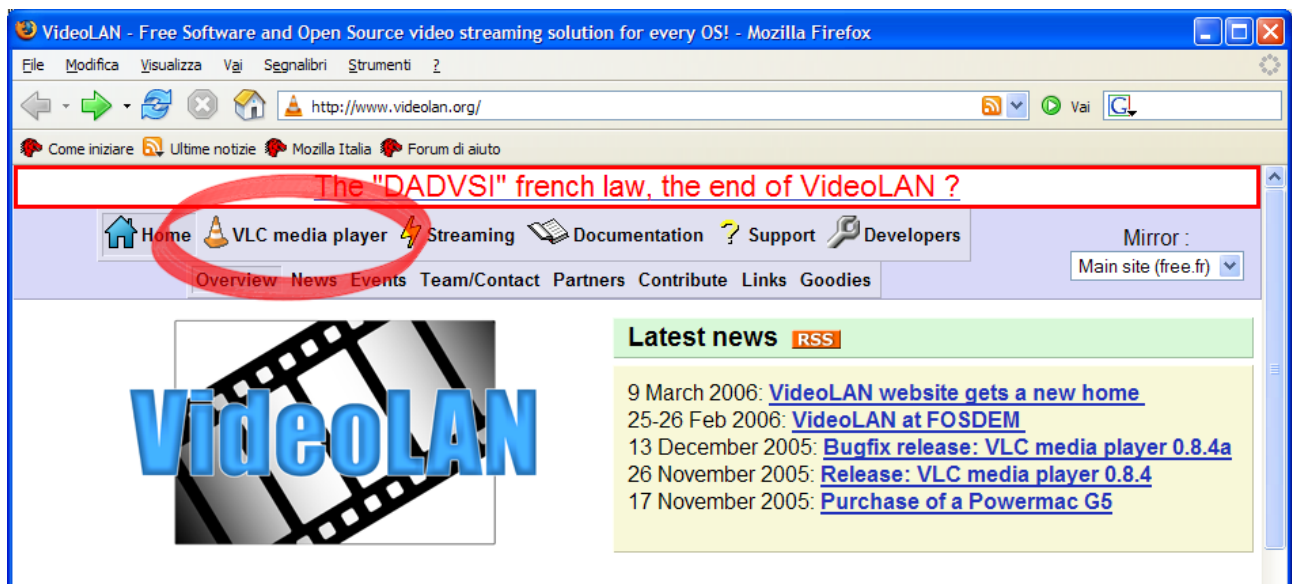 VideoLAN - Free Software and Open Source video streaming solution for every OS! - Mozilla Firefox
File Modifica Visualizza Vai Segnalibri Strumenti ?
http://www.videolan.org/ Vai G
Come iniziare Ultime notizie Mozilla Italia Forum di aiuto
The "DADVSI" french law, the end of VideoLAN ?
Home VLC media player Streaming Documentation ? Support Developers
Mirror :
Main site (free.fr)
Overview News Events Team/Contact Partners Contribute Links Goodies
VideoLAN
Latest news RSS
9 March 2006: VideoLAN website gets a new home
25-26 Feb 2006: VideoLAN at FOSDEM
13 December 2005: Bugfix release: VLC media player 0.8.4a
26 November 2005: Release: VLC media player 0.8.4
17 November 2005: Purchase of a Powermac G5